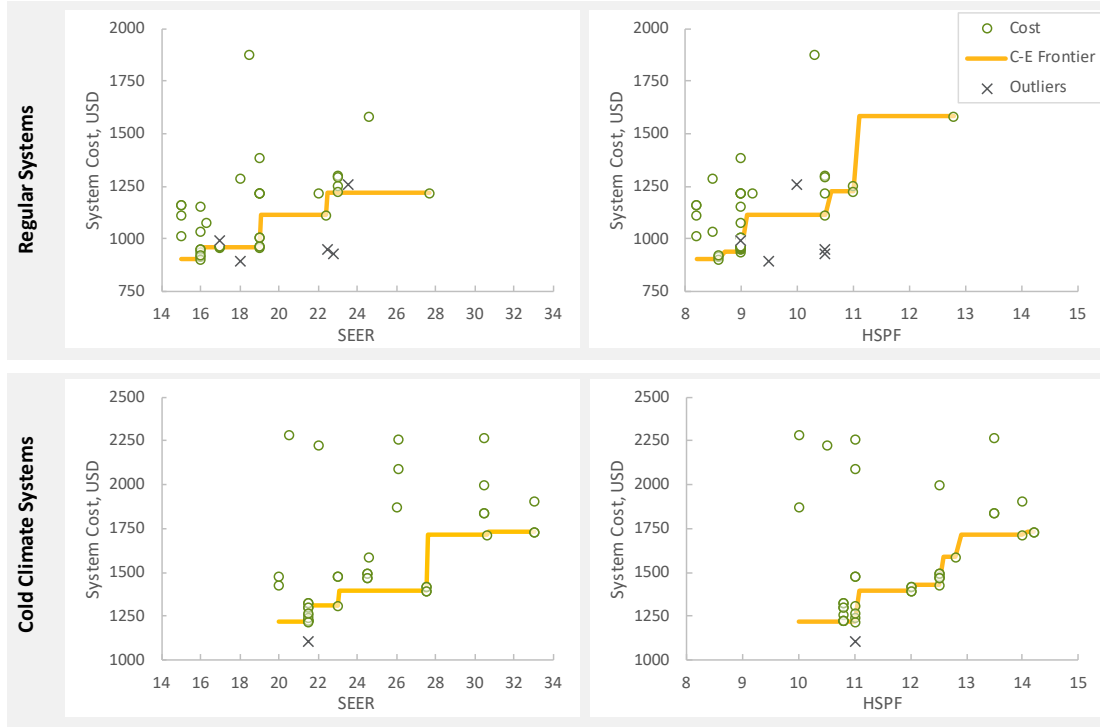 Regular Systems
System Cost, USD
2000
1750
1500
1250
1000
750
14 16 18 20 22 24 26 28 30 32 34
SEER
System Cost, USD
2000
1750
1500
1250
1000
750
8 9 10 11 12 13 14 15
HSPF
Cost
C-E Frontier
Outliers
Cold Climate Systems
System Cost, USD
2500
2250
2000
1750
1500
1250
1000
14 16 18 20 22 24 26 28 30 32 34
SEER
System Cost, USD
2500
2250
2000
1750
1500
1250
1000
8 9 10 11 12 13 14 15
HSPF